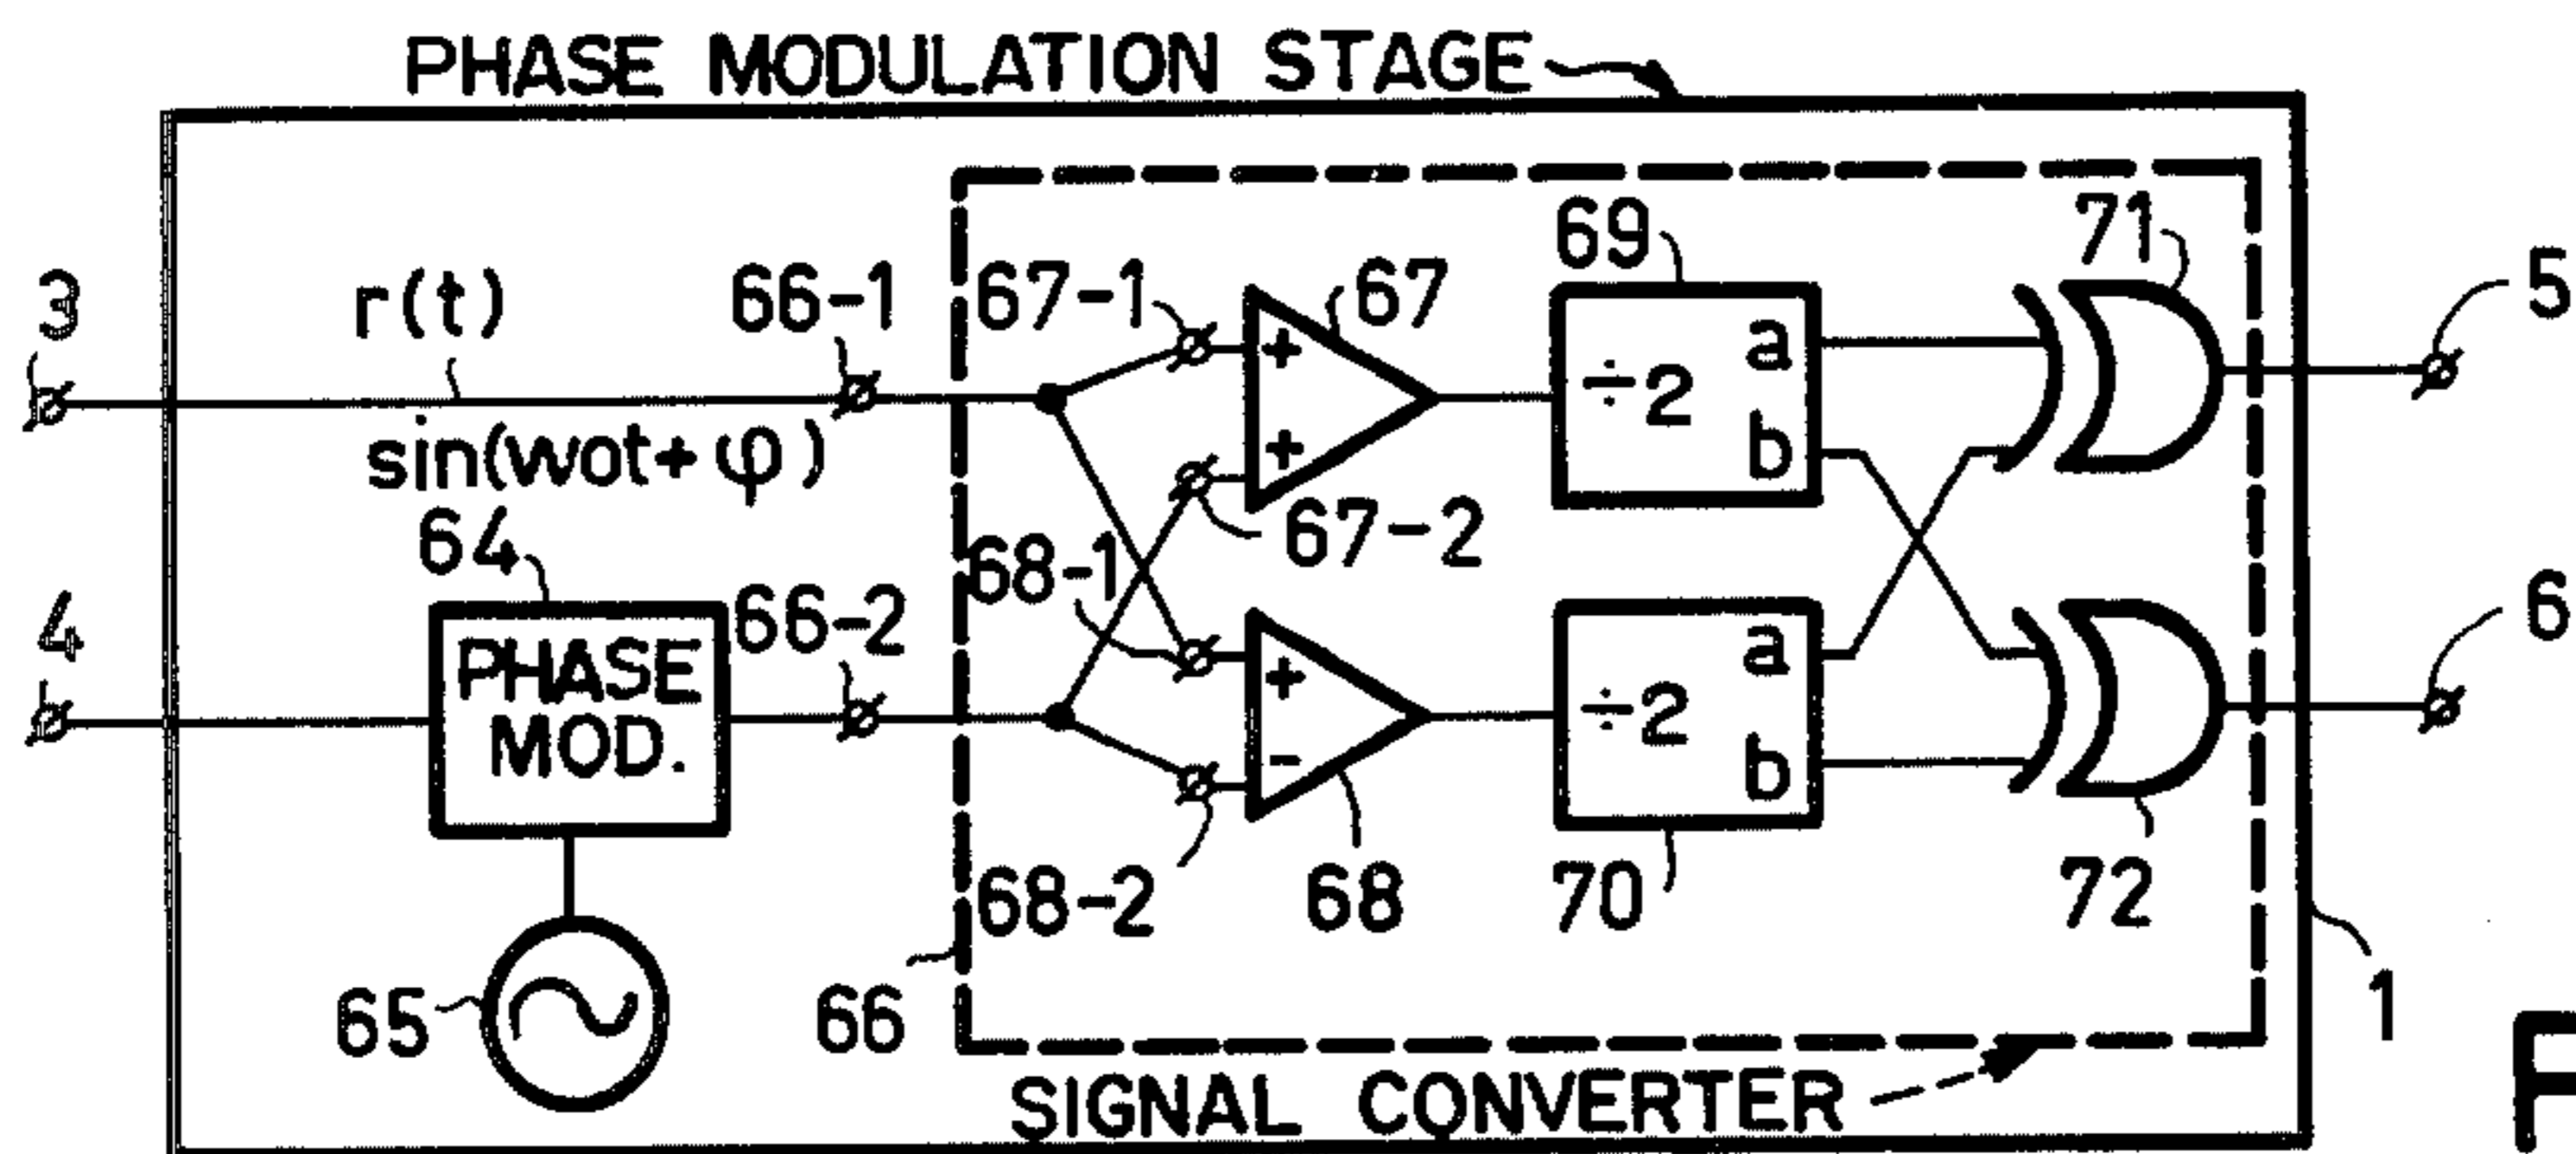 PHASE MODULATION STAGE
3
r(t)
66-1
67-1
67
69
71
5
+
+
÷2
a
b
sin(wot+φ)
64
67-2
4
PHASE
MOD.
66-2
68-1
68-2
+
-
68
÷2
a
b
70
72
6
65
66
1
SIGNAL CONVERTER